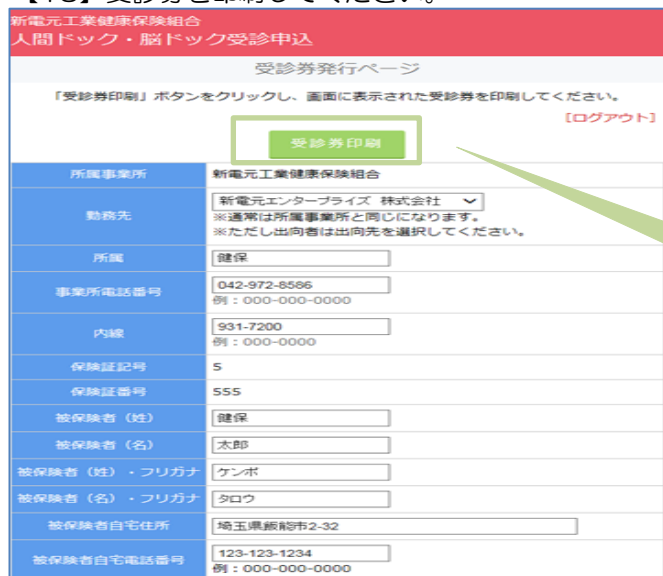 受診券を印刷してください。
新電元工業健康保険組合
人間ドック・脳ドック受診申込
受診券発行ページ
「受診券印刷」ボタンをクリックし、画面に表示された受診券を印刷してください。
[ログアウト]
受診券印刷
所属事業所 新電元工業健康保険組合
勤務先 新電元エンタープライズ 株式会社
※通常は所属事業所と同じになります。
※ただし出向者は出向先を選択してください。
所属 健保
事業所電話番号 042-972-8586
例：000-000-0000
内線 931-7200
例：000-0000
保険証記号 5
保険証番号 555
被保険者（姓） 健保
被保険者（名） 太郎
被保険者（姓）・フリガナ ケンポ
被保険者（名）・フリガナ タロウ
被保険者自宅住所 埼玉県飯能市2-32
被保険者自宅電話番号 123-123-1234
例：000-000-0000